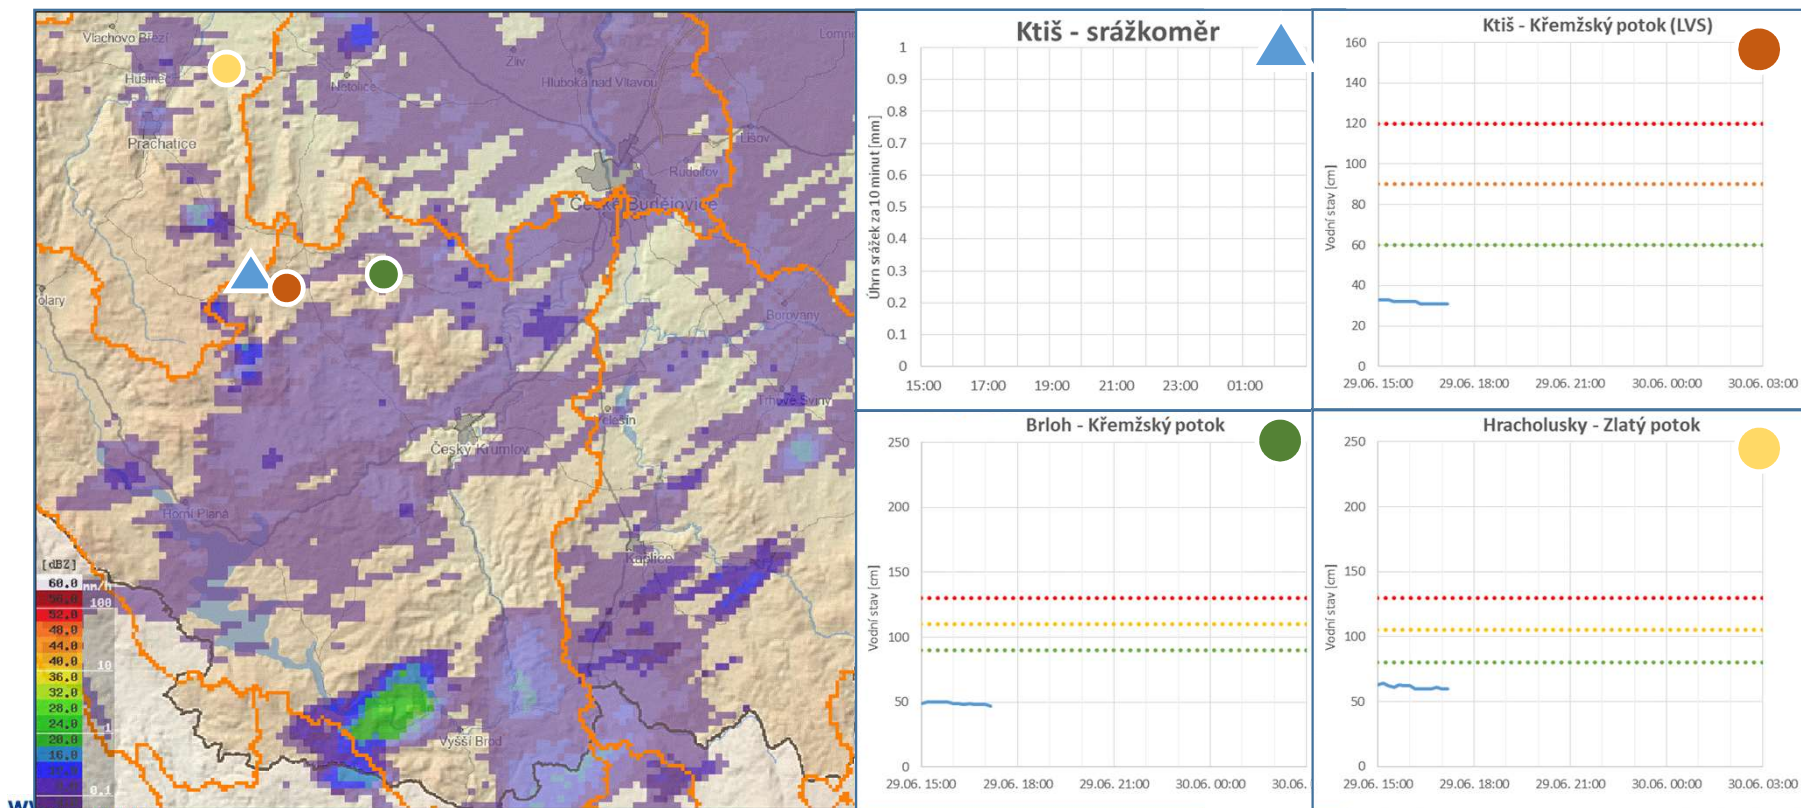 Vlachovo Březí
Husinec
Prachatice
Netolice
Zliv
Hluboká nad Vltavou
Lišov
Rudolfov
České Budějovice
Borovany
Trhové Sviny
Velešín
Český Krumlov
Horní Planá
Kaplice
Vyšší Brod
[dBZ]
60.0
56.0
52.0
48.0
44.0
40.0
36.0
32.0
28.0
24.0
20.0
16.0
mm/h
100
10
1
0.1
Ktiš - srážkoměr
Úhrn srážek za 10 minut [mm]
1
0.9
0.8
0.7
0.6
0.5
0.4
0.3
0.2
0.1
0
15:00 17:00 19:00 21:00 23:00 01:00
Ktiš - Křemžský potok (LVS)
Vodní stav [cm]
160
140
120
100
80
60
40
20
0
29.06. 15:00 29.06. 18:00 29.06. 21:00 30.06. 00:00 30.06. 03:00
Brloh - Křemžský potok
Vodní stav [cm]
250
200
150
100
50
0
29.06. 15:00 29.06. 18:00 29.06. 21:00 30.06. 00:00 30.06.
Hracholusky - Zlatý potok
Vodní stav [cm]
250
200
150
100
50
0
29.06. 15:00 29.06. 18:00 29.06. 21:00 30.06. 00:00 30.06. 03:00